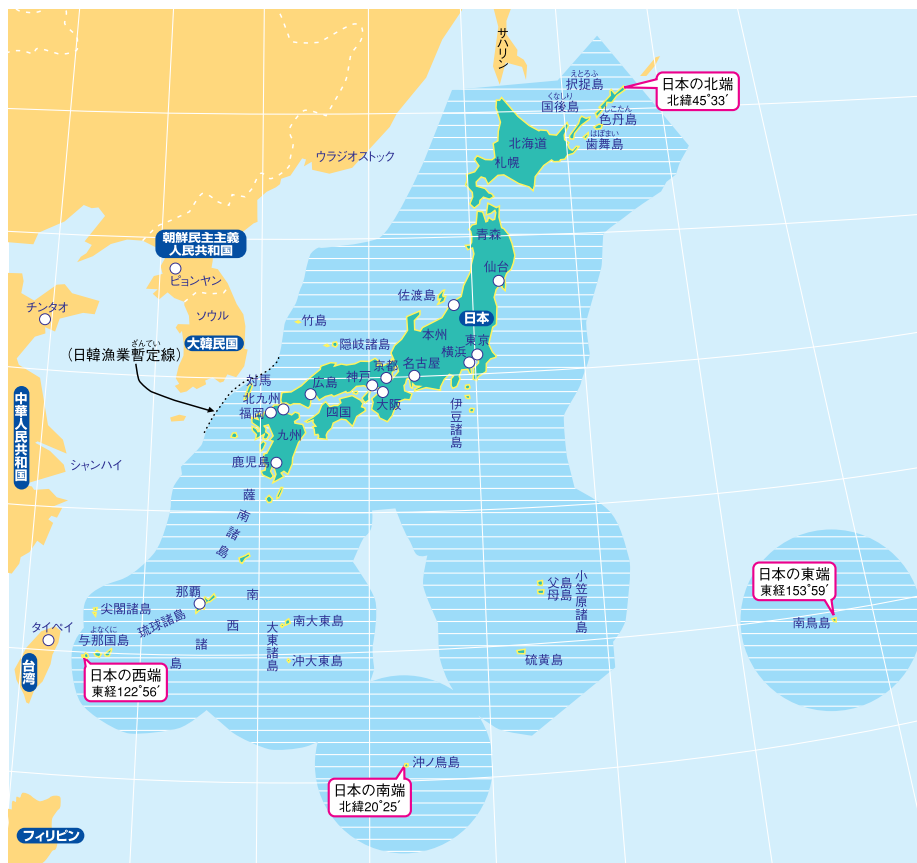 サハリン
えとろふ
択捉島
日本の北端
北緯45°33′
くなしり
国後島
しこたん
色丹島
はぼまい
歯舞島
北海道
札幌
ウラジオストック
青森
朝鮮民主主義
人民共和国
ピョンヤン
仙台
佐渡島
チンタオ
ソウル
竹島
日本
大韓民国
本州
隠岐諸島
東京
ざんてい
(日韓漁業暫定線)
横浜
京都
名古屋
対馬
広島
神戸
北九州
大阪
福岡
四国
伊豆諸島
中華人民共和国
九州
シャンハイ
鹿児島
薩南諸島
日本の東端
東経153°59′
南鳥島
小笠原諸島
父島
母島
那覇
南西諸島
尖閣諸島
琉球諸島
大東諸島
南大東島
タイペイ
よなくに
与那国島
沖大東島
硫黄島
台湾
日本の西端
東経122°56′
沖ノ鳥島
日本の南端
北緯20°25′
フィリピン